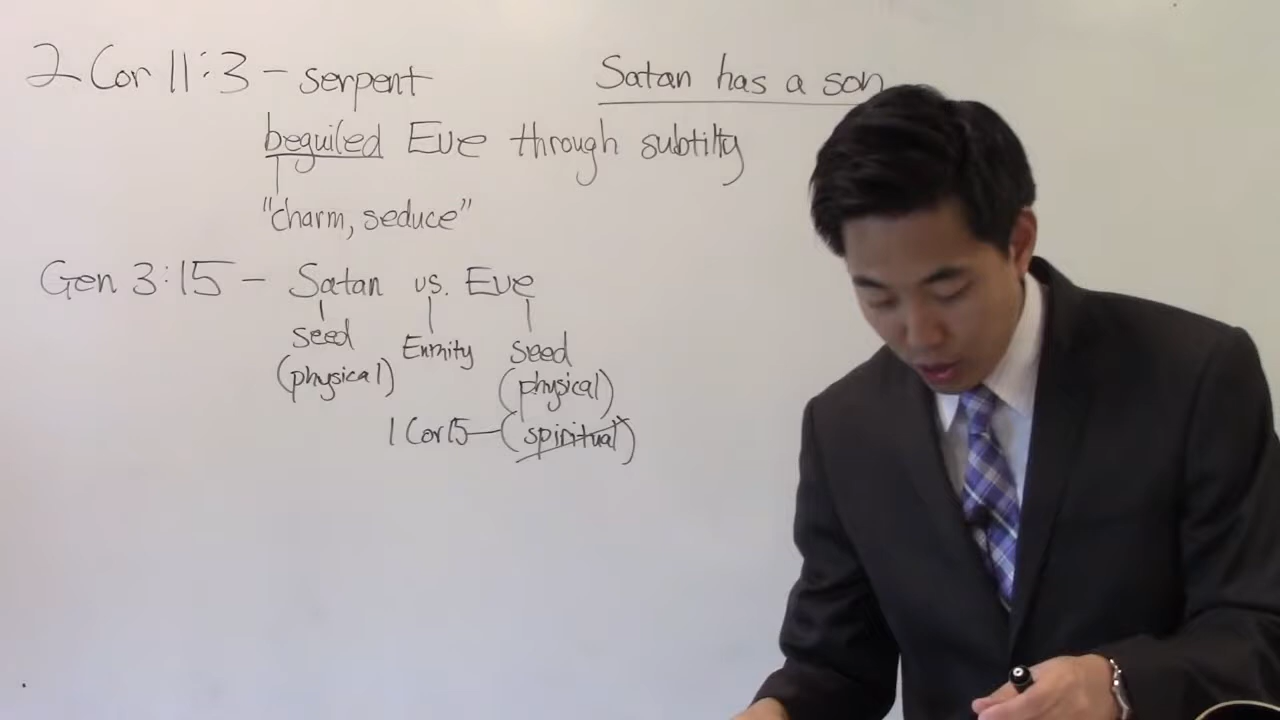 2 Cor 11:3 - serpent
Satan has a son
beguiled Eve through subtilty
"charm, seduce"
Gen 3:15 - Satan vs. Eve
seed Enmity seed
(physical) (physical)
1 Cor 15 - (spiritual)